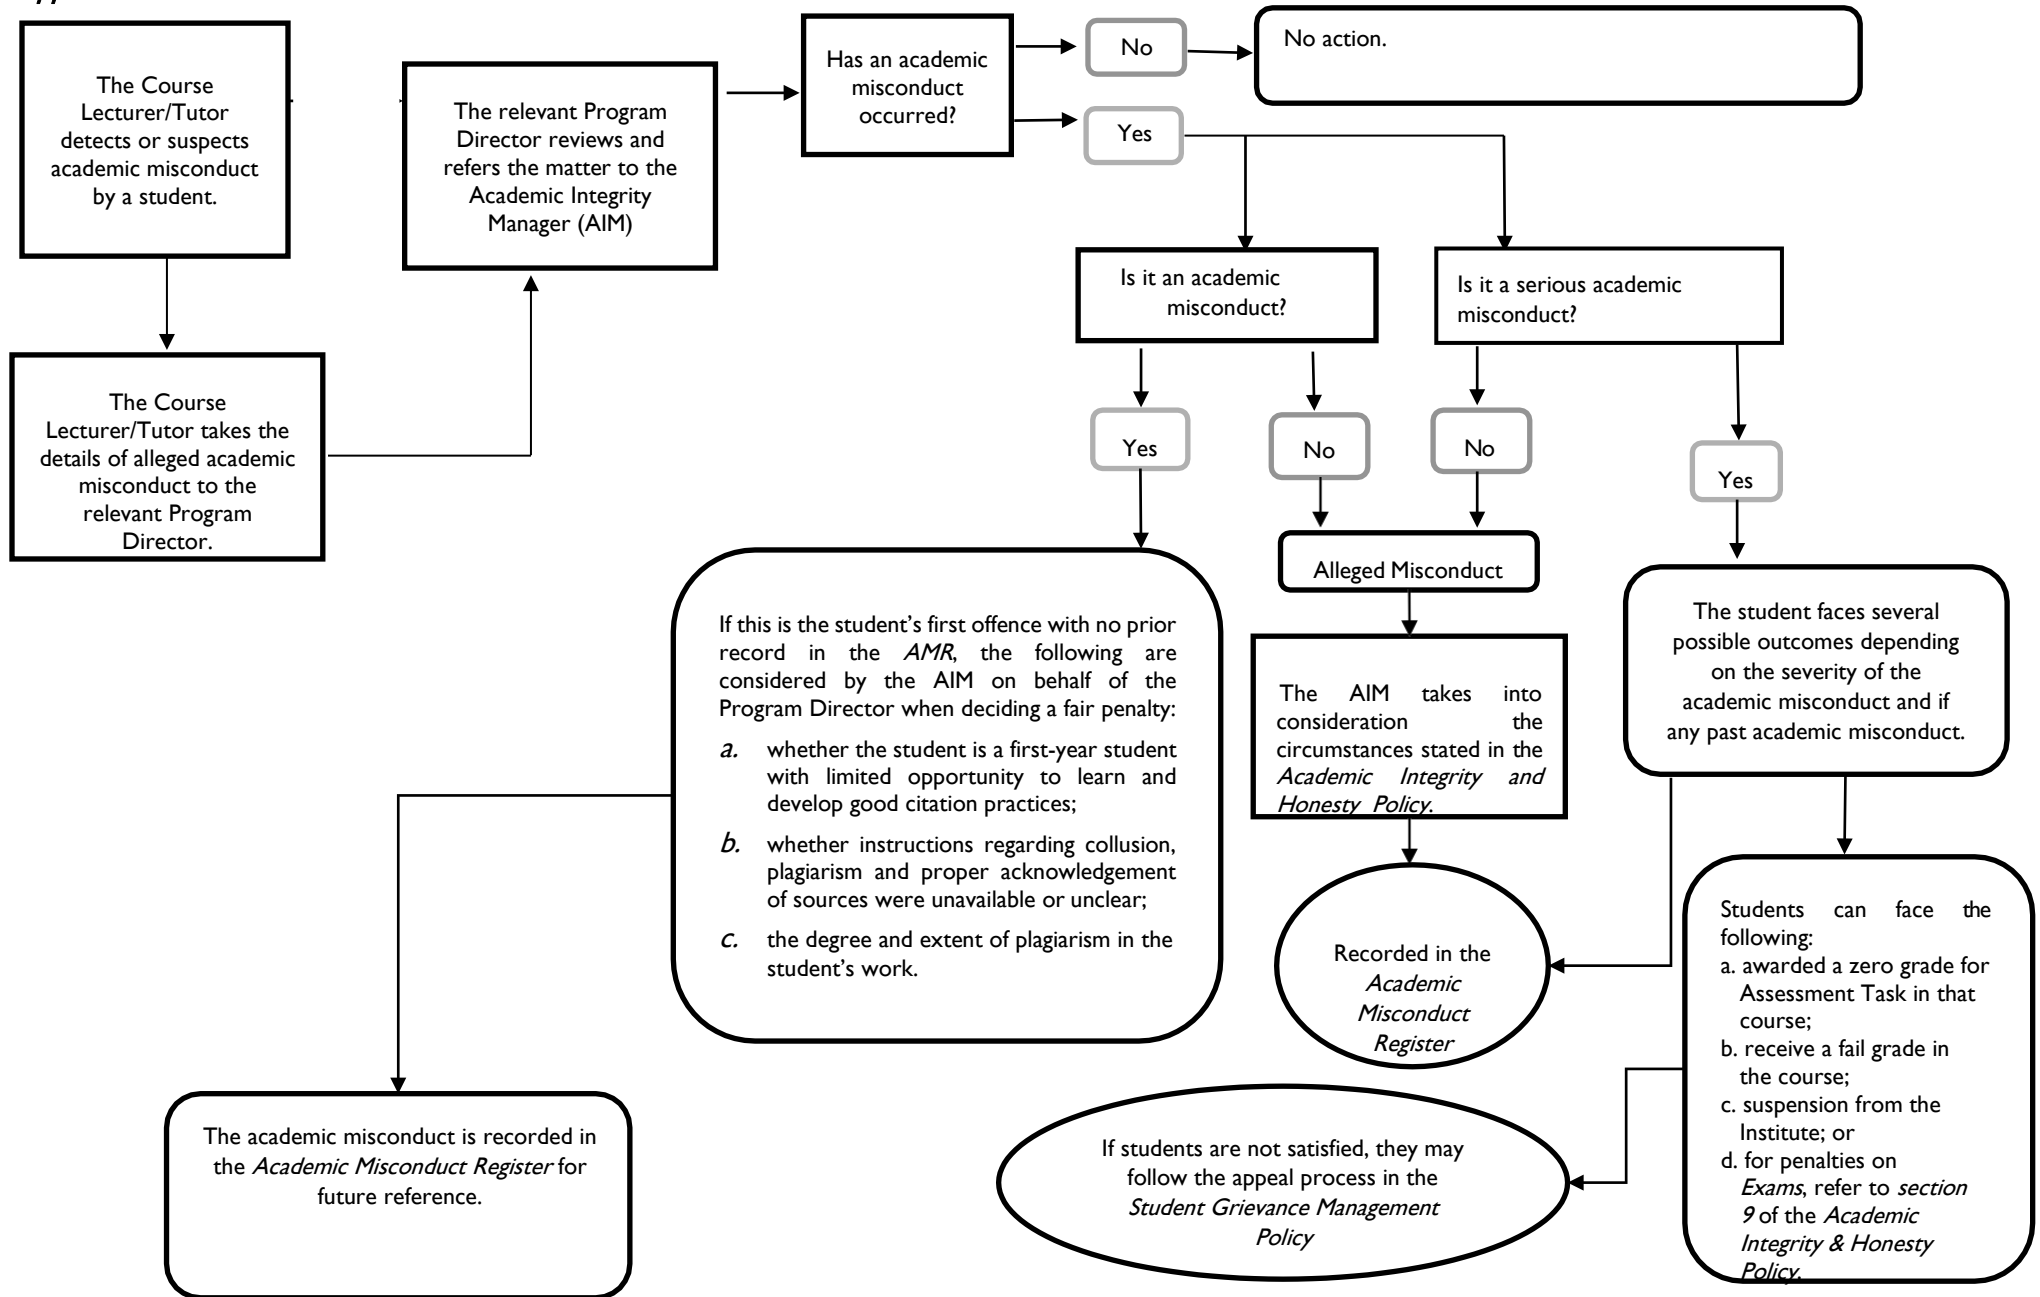 The Course
Lecturer/Tutor
detects or suspects
academic misconduct
by a student.
The relevant Program
Director reviews and
refers the matter to the
Academic Integrity
Manager (AIM)
Has an academic
misconduct
occurred?
No
No action.
Yes
Is it an academic
misconduct?
Is it a serious academic
misconduct?
The Course
Lecturer/Tutor takes the
details of alleged academic
misconduct to the
relevant Program
Director.
Yes
No
No
Yes
Alleged Misconduct
If this is the student’s first offence with no prior
record in the AMR, the following are
considered by the AIM on behalf of the
Program Director when deciding a fair penalty:
a. whether the student is a first-year student
with limited opportunity to learn and
develop good citation practices;
b. whether instructions regarding collusion,
plagiarism and proper acknowledgement
of sources were unavailable or unclear;
c. the degree and extent of plagiarism in the
student’s work.
The AIM takes into
consideration the
circumstances stated in the
Academic Integrity and
Honesty Policy.
The student faces several
possible outcomes depending
on the severity of the
academic misconduct and if
any past academic misconduct.
Recorded in the
Academic
Misconduct
Register
Students can face the
following:
a. awarded a zero grade for
Assessment Task in that
course;
b. receive a fail grade in
the course;
c. suspension from the
Institute; or
d. for penalties on
Exams, refer to section
9 of the Academic
Integrity & Honesty
Policy.
The academic misconduct is recorded in
the Academic Misconduct Register for
future reference.
If students are not satisfied, they may
follow the appeal process in the
Student Grievance Management
Policy